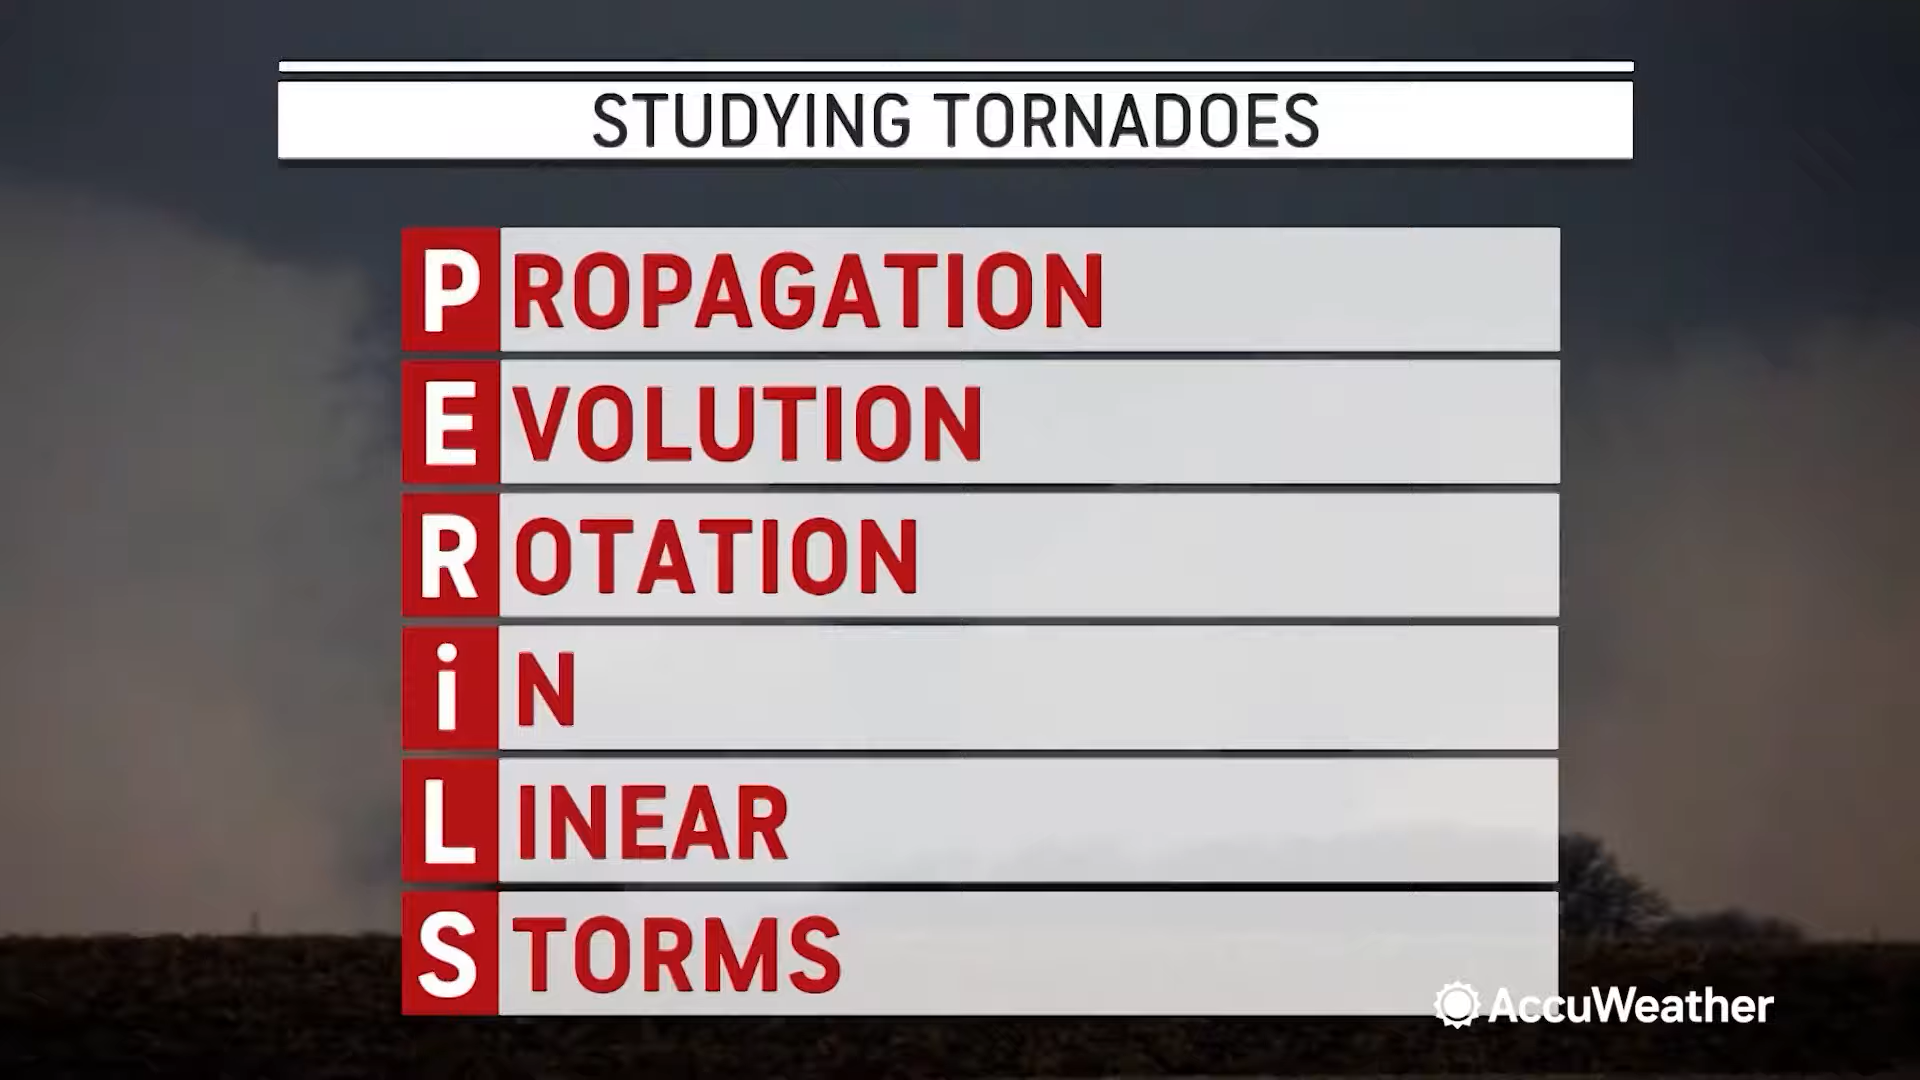 STUDYING TORNADOES
PROPAGATION
EVOLUTION
ROTATION
iN
LINEAR
STORMS
AccuWeather